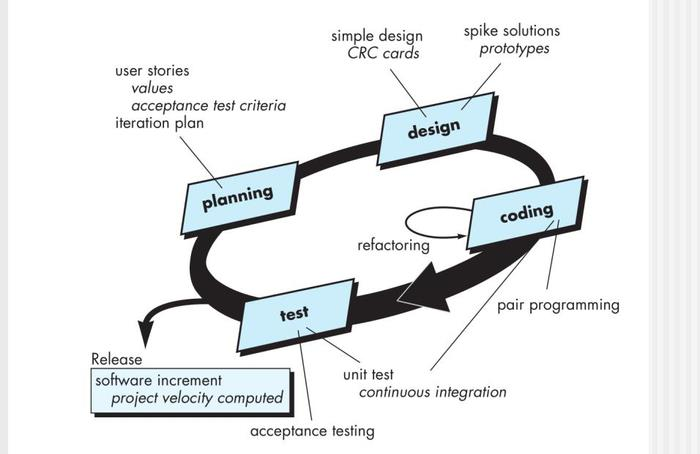 simple design
CRC cards
spike solutions
prototypes
user stories
values
acceptance test criteria
iteration plan
design
planning
coding
refactoring
test
pair programming
Release
software increment
project velocity computed
unit test
continuous integration
acceptance testing